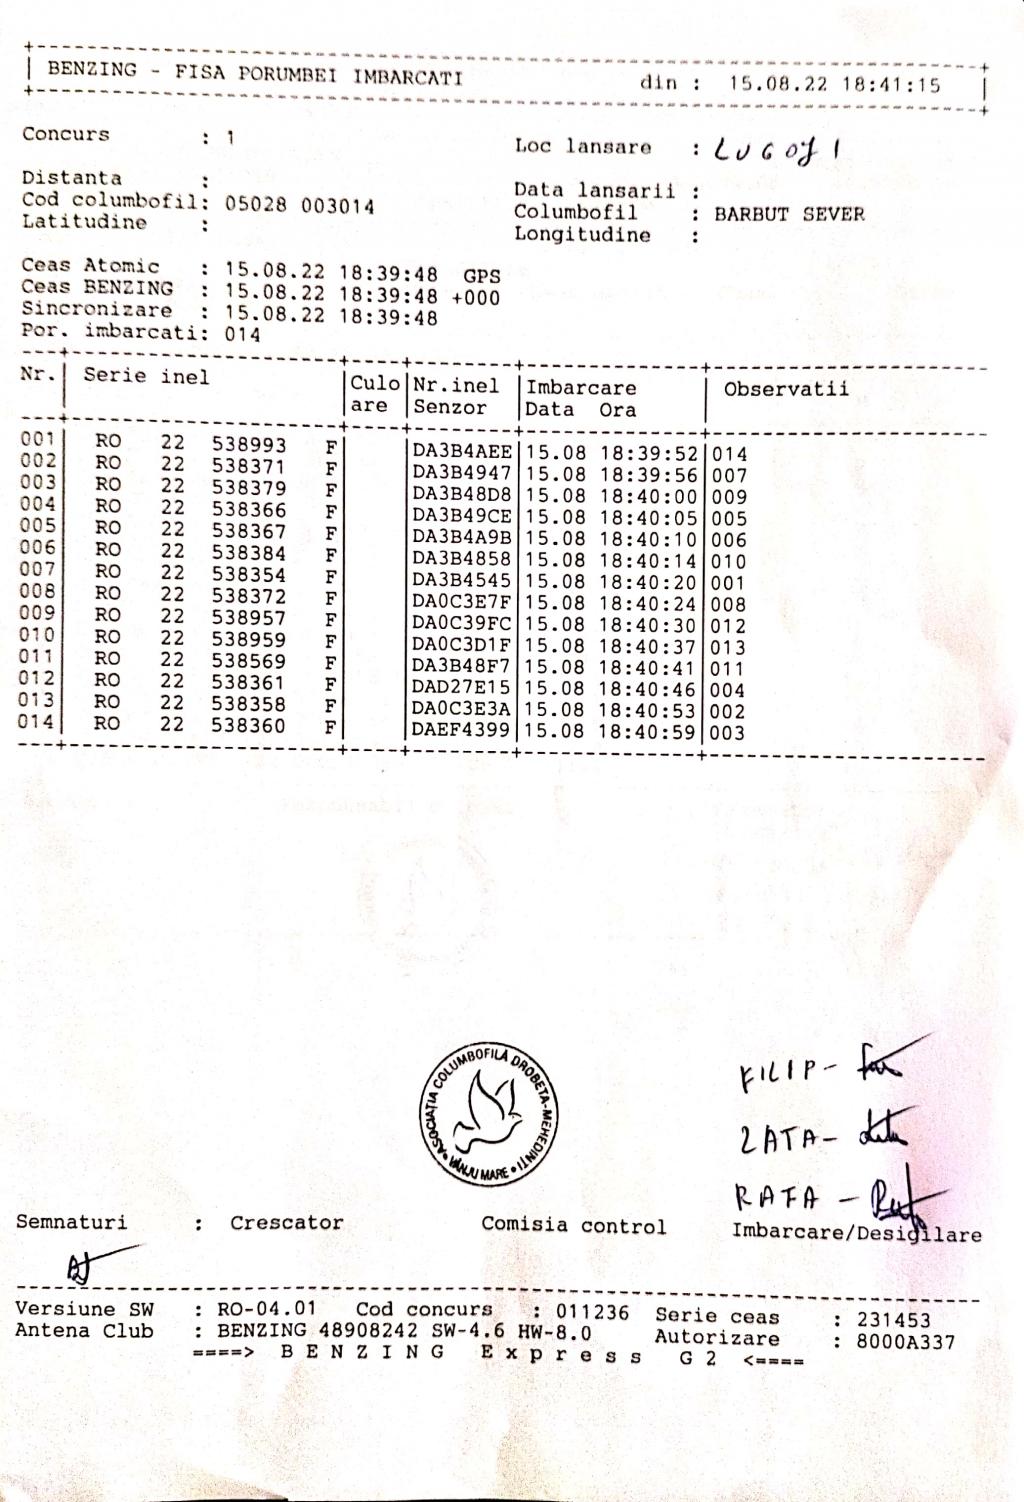 BENZING - FISA PORUMBEI IMBARCATI din : 15.08.22 18:41:15
Concurs : 1 Loc lansare : LUGOJ 1
Distanta : Data lansarii :
Cod columbofil: 05028 003014 Columbofil : BARBUT SEVER
Latitudine : Longitudine :
Ceas Atomic : 15.08.22 18:39:48 GPS
Ceas BENZING : 15.08.22 18:39:48 +000
Sincronizare : 15.08.22 18:39:48
Por. imbarcati: 014
Nr. Serie inel Culo Nr.inel Imbarcare Observatii
are Senzor Data Ora
001 RO 22 538993 F DA3B4AEE 15.08 18:39:52 014
002 RO 22 538371 F DA3B4947 15.08 18:39:56 007
003 RO 22 538379 F DA3B48D8 15.08 18:40:00 009
004 RO 22 538366 F DA3B49CE 15.08 18:40:05 005
005 RO 22 538367 F DA3B4A9B 15.08 18:40:10 006
006 RO 22 538384 F DA3B4858 15.08 18:40:14 010
007 RO 22 538354 F DA3B4545 15.08 18:40:20 001
008 RO 22 538372 F DA0C3E7F 15.08 18:40:24 008
009 RO 22 538957 F DA0C39FC 15.08 18:40:30 012
010 RO 22 538959 F DA0C3D1F 15.08 18:40:37 013
011 RO 22 538569 F DA3B48F7 15.08 18:40:41 011
012 RO 22 538361 F DAD27E15 15.08 18:40:46 004
013 RO 22 538358 F DA0C3E3A 15.08 18:40:53 002
014 RO 22 538360 F DAEF4399 15.08 18:40:59 003
ASOCIAȚIA COLUMBOFILĂ DROBETA-MEHEDINȚI
VÂNJU MARE
FILIP -
ZATA -
RAFA -
Semnaturi : Crescator Comisia control Imbarcare/Desigilare
Versiune SW : RO-04.01 Cod concurs : 011236 Serie ceas : 231453
Antena Club : BENZING 48908242 SW-4.6 HW-8.0 Autorizare : 8000A337
====> B E N Z I N G E x p r e s s G 2 <====